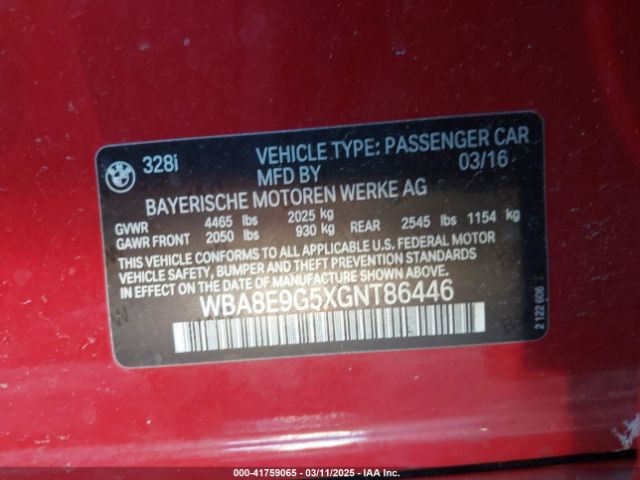 328i VEHICLE TYPE: PASSENGER CAR
MFD BY 03/16
BAYERISCHE MOTOREN WERKE AG
GVWR 4465 lbs 2025 kg
GAWR FRONT 2050 lbs 930 kg REAR 2545 lbs 1154 kg
THIS VEHICLE CONFORMS TO ALL APPLICABLE U.S. FEDERAL MOTOR
VEHICLE SAFETY, BUMPER, AND THEFT PREVENTION STANDARDS IN
EFFECT ON THE DATE OF MANUFACTURE SHOWN ABOVE.
WBA8E9G5XGNT86446
2 122 606
000-41759065 - 03/11/2025 - IAA Inc.